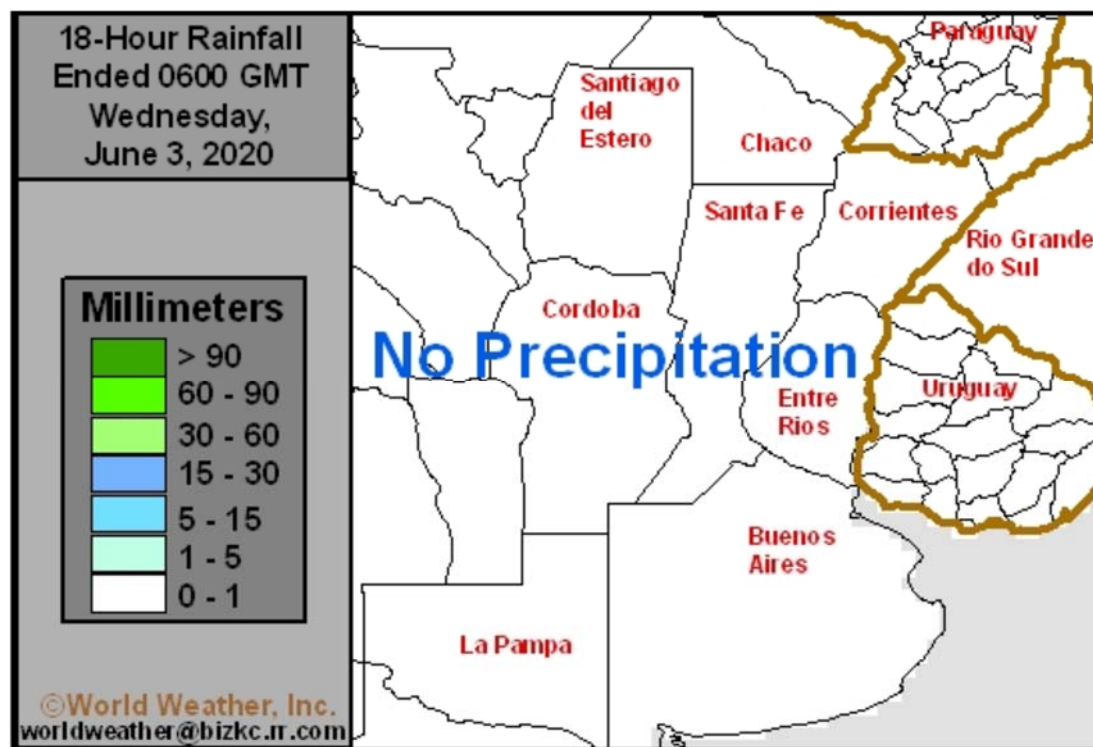 18-Hour Rainfall
Ended 0600 GMT
Wednesday,
June 3, 2020
Millimeters
> 90
60 - 90
30 - 60
15 - 30
5 - 15
1 - 5
0 - 1
©World Weather, Inc.
worldweather@bizkc.rr.com
Paraguay
Santiago
del
Estero
Chaco
Santa Fe
Corrientes
Rio Grande
do Sul
Cordoba
No Precipitation
Entre
Rios
Uruguay
Buenos
Aires
La Pampa